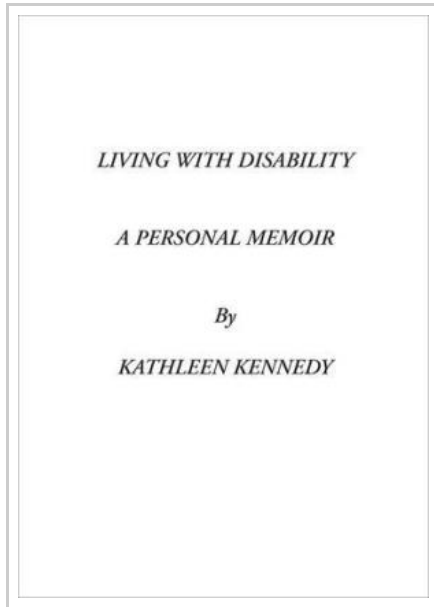 LIVING WITH DISABILITY
A PERSONAL MEMOIR
By
KATHLEEN KENNEDY